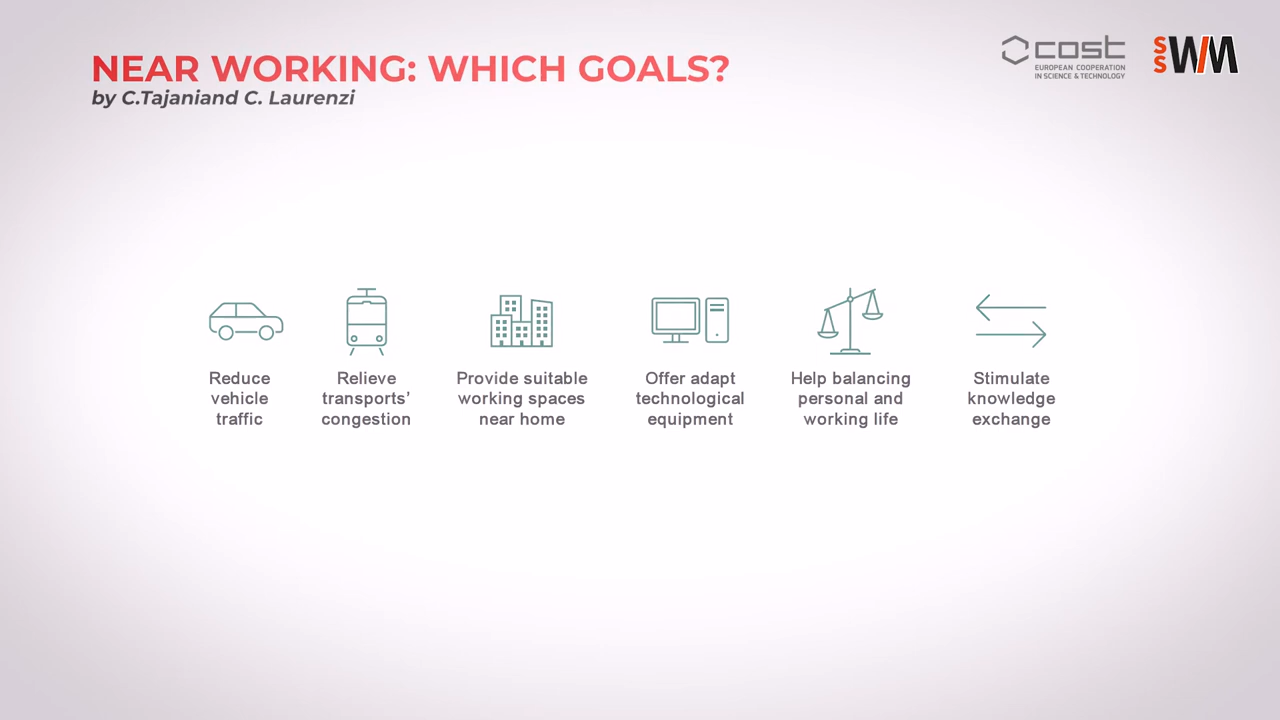 NEAR WORKING: WHICH GOALS?
by C.Tajaniand C. Laurenzi
cost
EUROPEAN COOPERATION
IN SCIENCE & TECHNOLOGY
SS WM
Reduce
vehicle
traffic
Relieve
transports’
congestion
Provide suitable
working spaces
near home
Offer adapt
technological
equipment
Help balancing
personal and
working life
Stimulate
knowledge
exchange